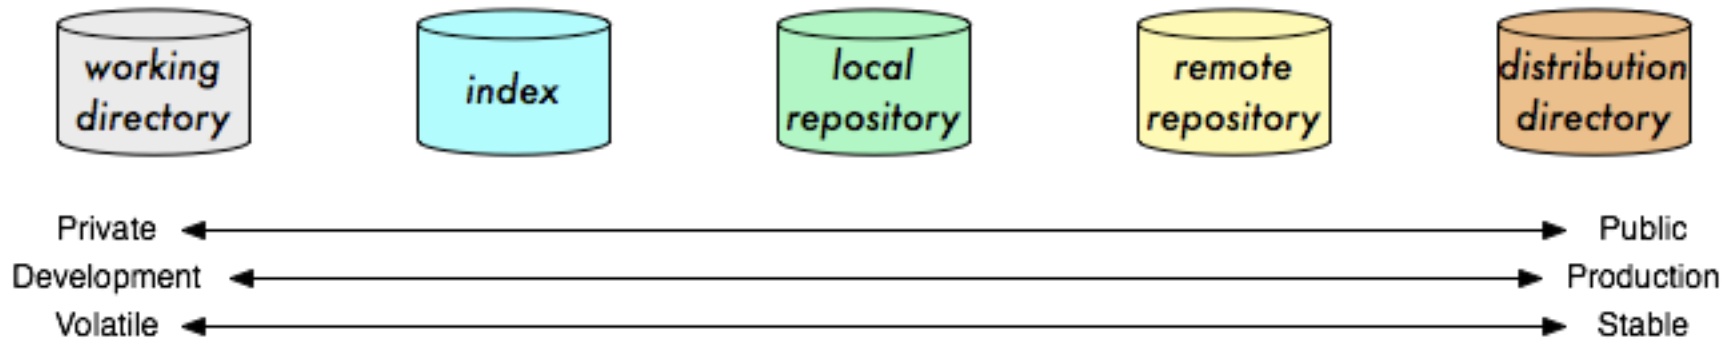 working
directory
index
local
repository
remote
repository
distribution
directory
Private Public
Development Production
Volatile Stable